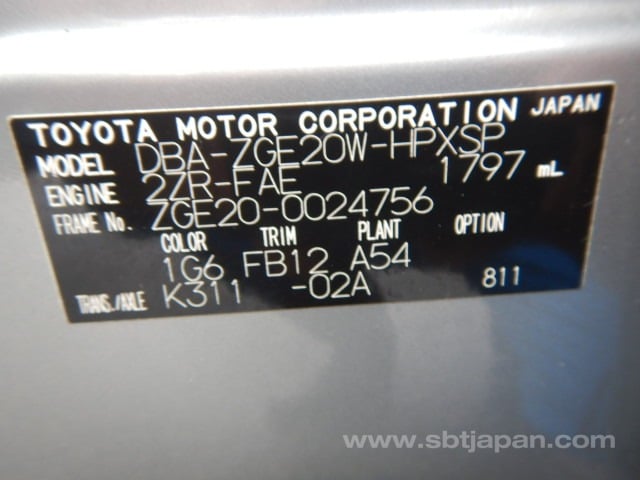 TOYOTA MOTOR CORPORATION JAPAN
MODEL DBA-ZGE20W-HPXSP
ENGINE 2ZR-FAE 1797 mL
FRAME No. ZGE20-0024756
COLOR TRIM PLANT OPTION
1G6 FB12 A54
TRANS./AXLE K311 -02A 811
www.sbtjapan.com